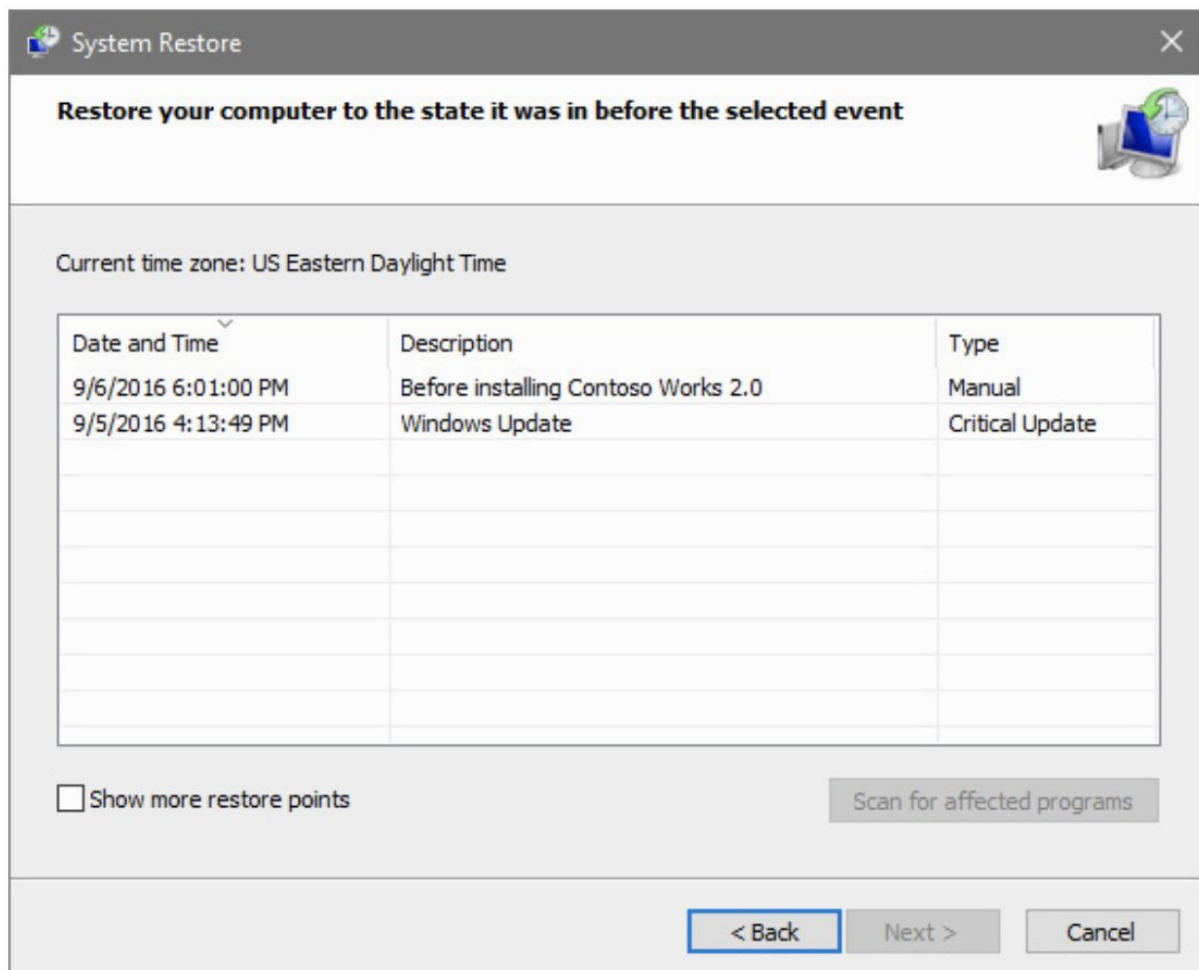 System Restore
Restore your computer to the state it was in before the selected event
Current time zone: US Eastern Daylight Time
Date and Time Description Type
9/6/2016 6:01:00 PM Before installing Contoso Works 2.0 Manual
9/5/2016 4:13:49 PM Windows Update Critical Update
Show more restore points Scan for affected programs
< Back Next > Cancel